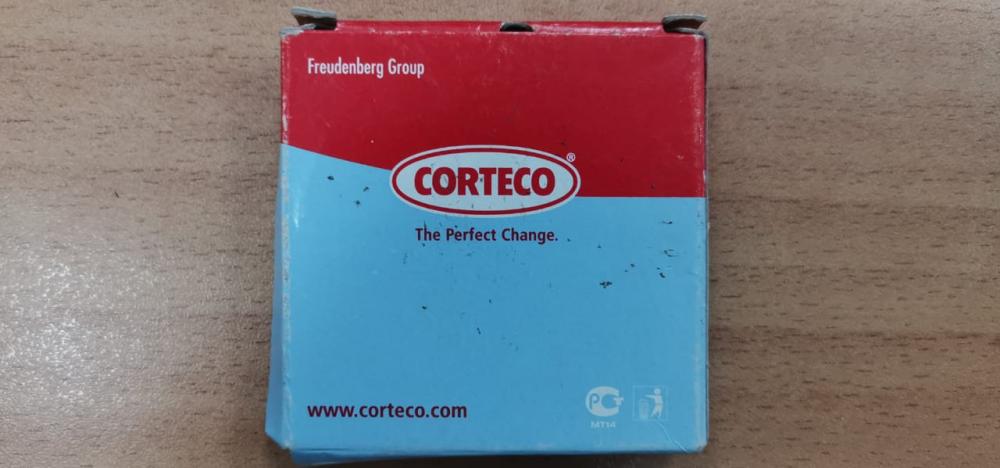 Freudenberg Group
CORTECO®
The Perfect Change.
www.corteco.com
PCT
MT14